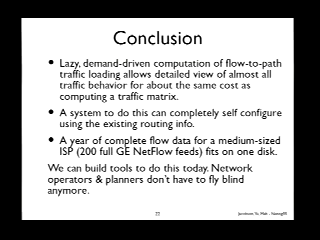 Conclusion
• Lazy, demand-driven computation of flow-to-path
traffic loading allows detailed view of almost all
traffic behavior for about the same cost as
computing a traffic matrix.
• A system to do this can completely self configure
using the existing routing info.
• A year of complete flow data for a medium-sized
ISP (200 full GE NetFlow feeds) fits on one disk.
We can build tools to do this today. Network
operators & planners don't have to fly blind
anymore.